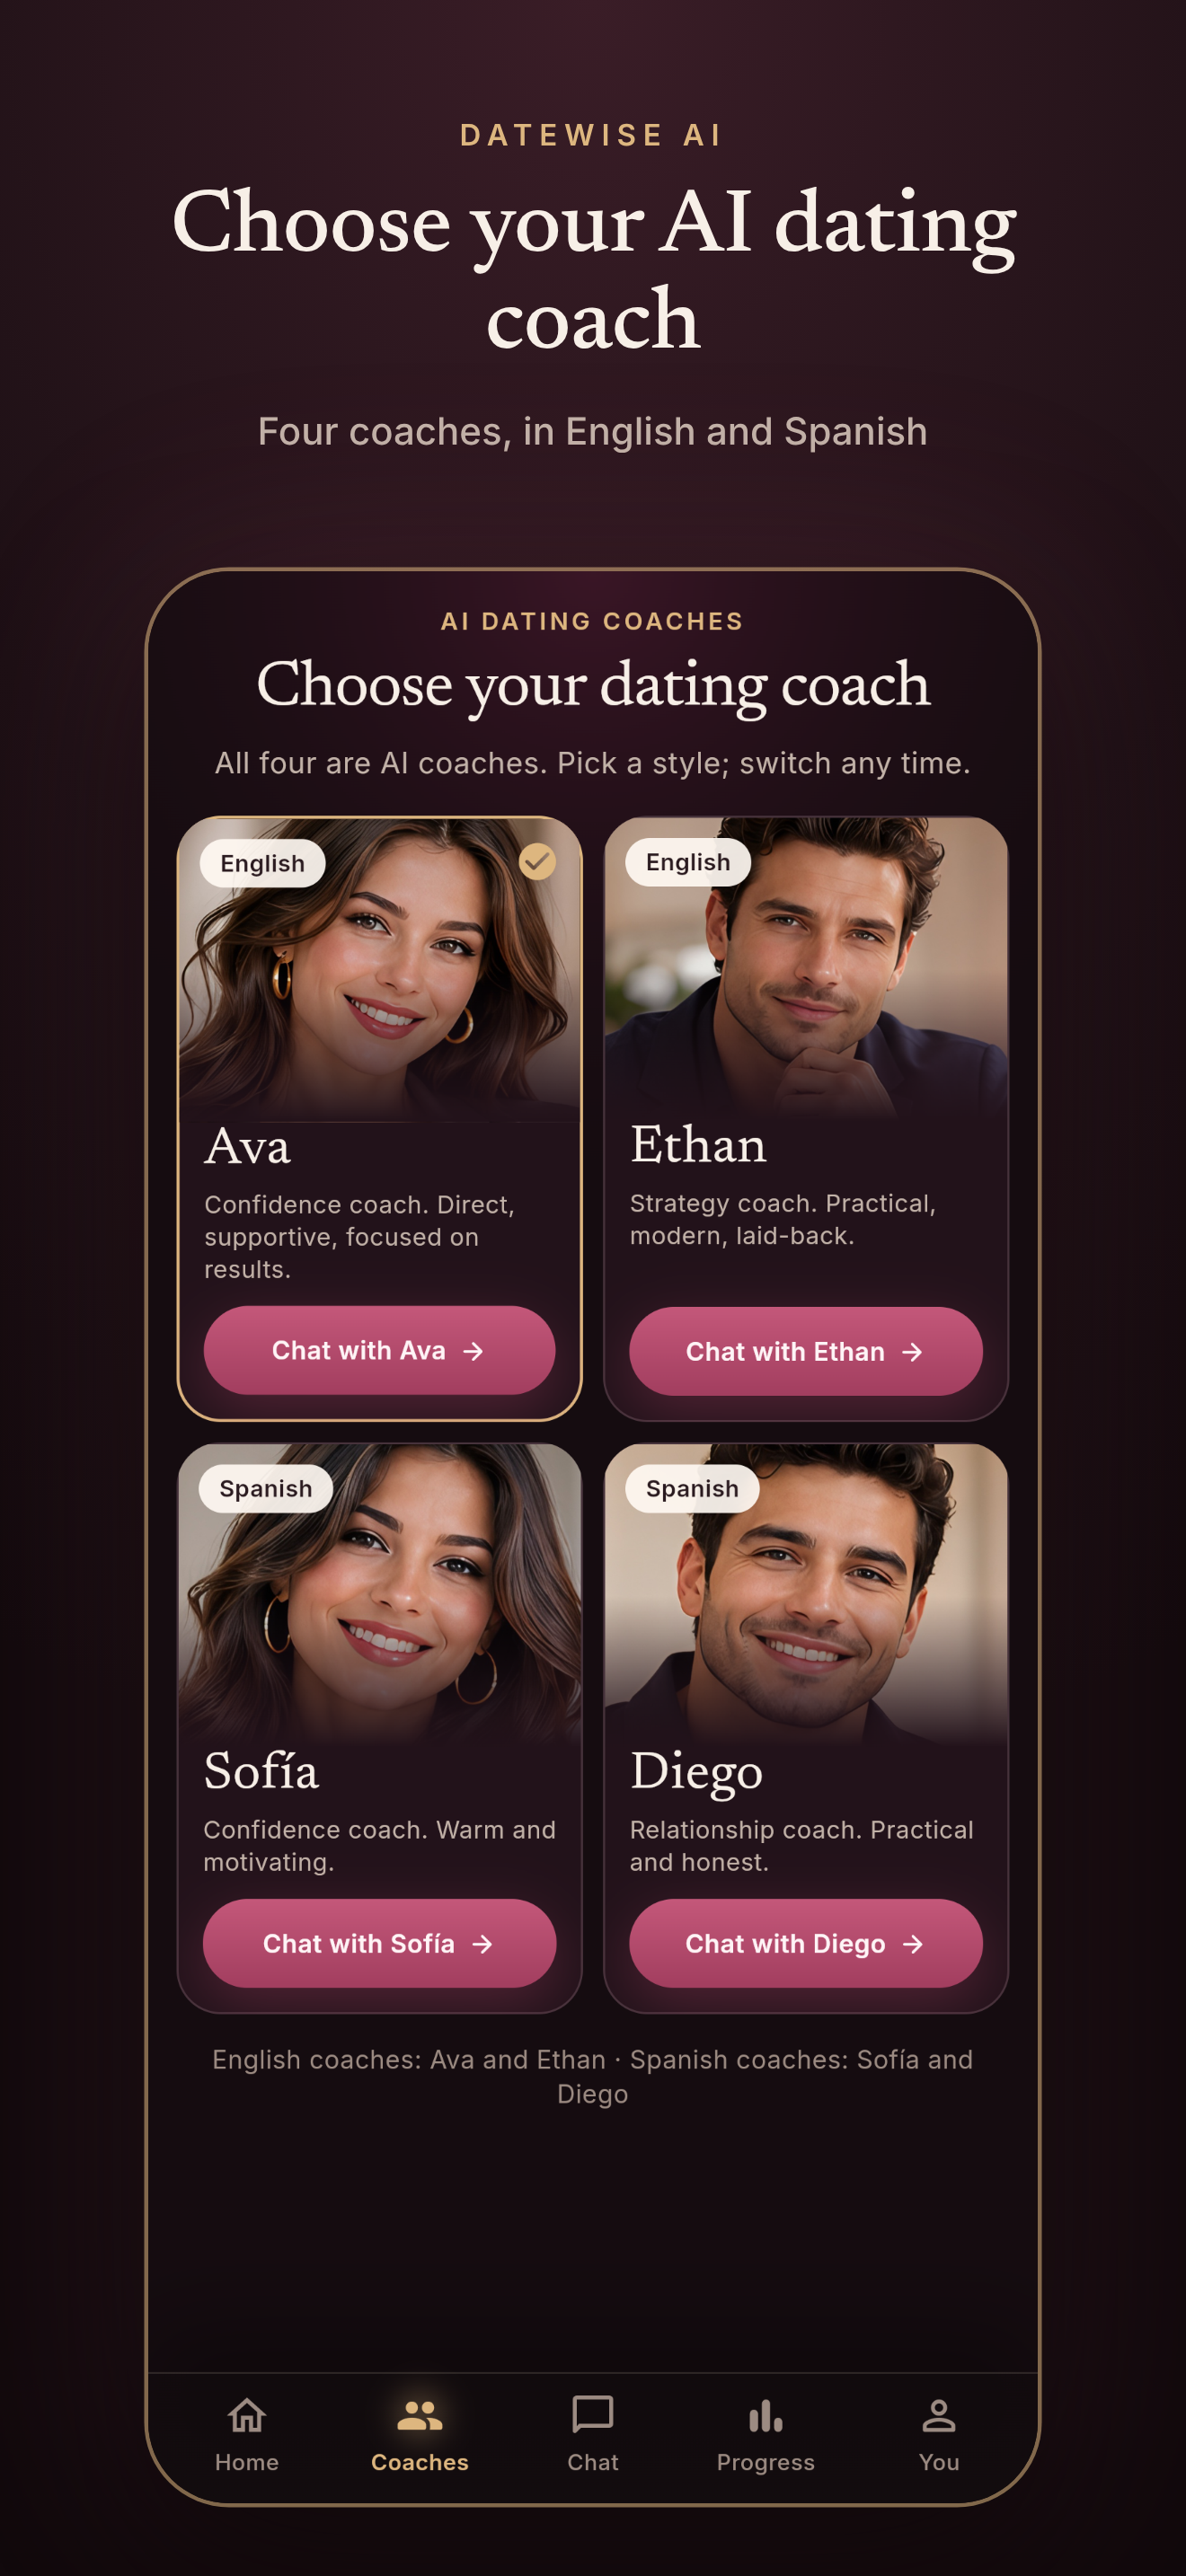 DATEWISE AI
Choose your AI dating
coach
Four coaches, in English and Spanish
AI DATING COACHES
Choose your dating coach
All four are AI coaches. Pick a style; switch any time.
English
Ava
Confidence coach. Direct,
supportive, focused on
results.
Chat with Ava →
English
Ethan
Strategy coach. Practical,
modern, laid-back.
Chat with Ethan →
Spanish
Sofía
Confidence coach. Warm and
motivating.
Chat with Sofía →
Spanish
Diego
Relationship coach. Practical
and honest.
Chat with Diego →
English coaches: Ava and Ethan · Spanish coaches: Sofía and
Diego
Home
Coaches
Chat
Progress
You